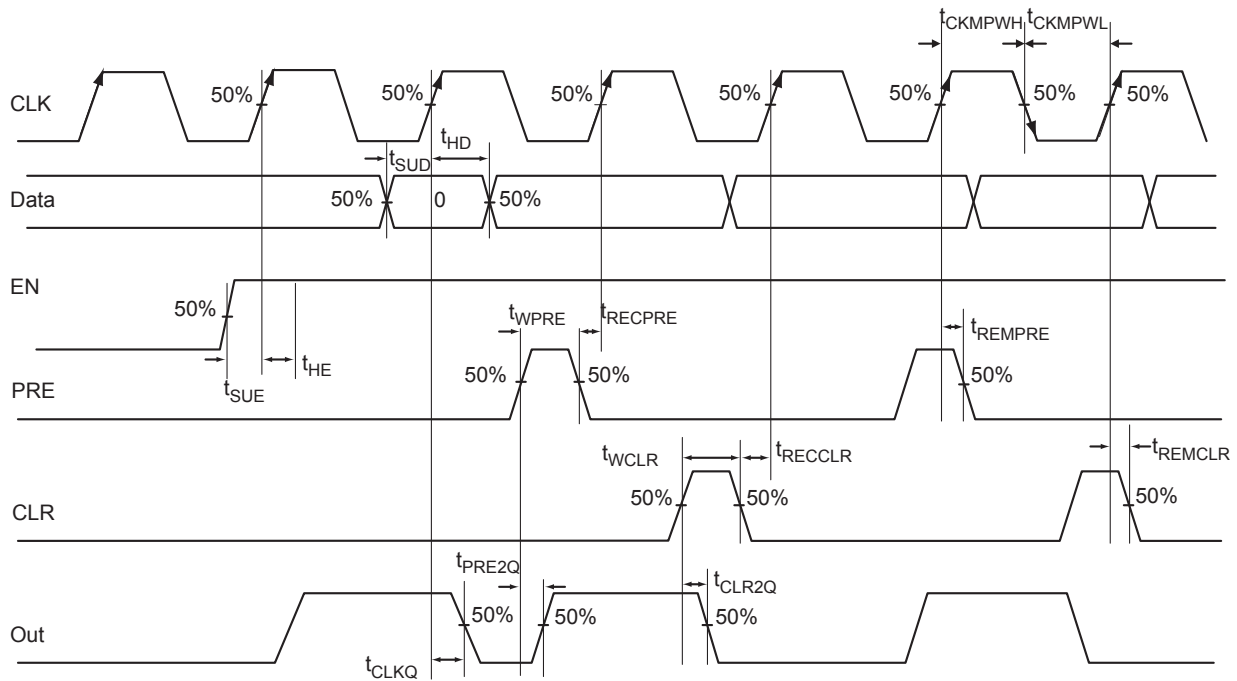 tCKMPWH tCKMPWL
CLK 50% 50% 50% 50% 50% 50% 50%
tSUD tHD
Data 50% 0 50%
EN
50%
tWPRE tRECPRE tREMPRE
tSUE tHE
PRE 50% 50% 50%
tWCLR tRECCLR tREMCLR
CLR 50% 50% 50%
tPRE2Q tCLR2Q
Out 50% 50% 50%
tCLKQ